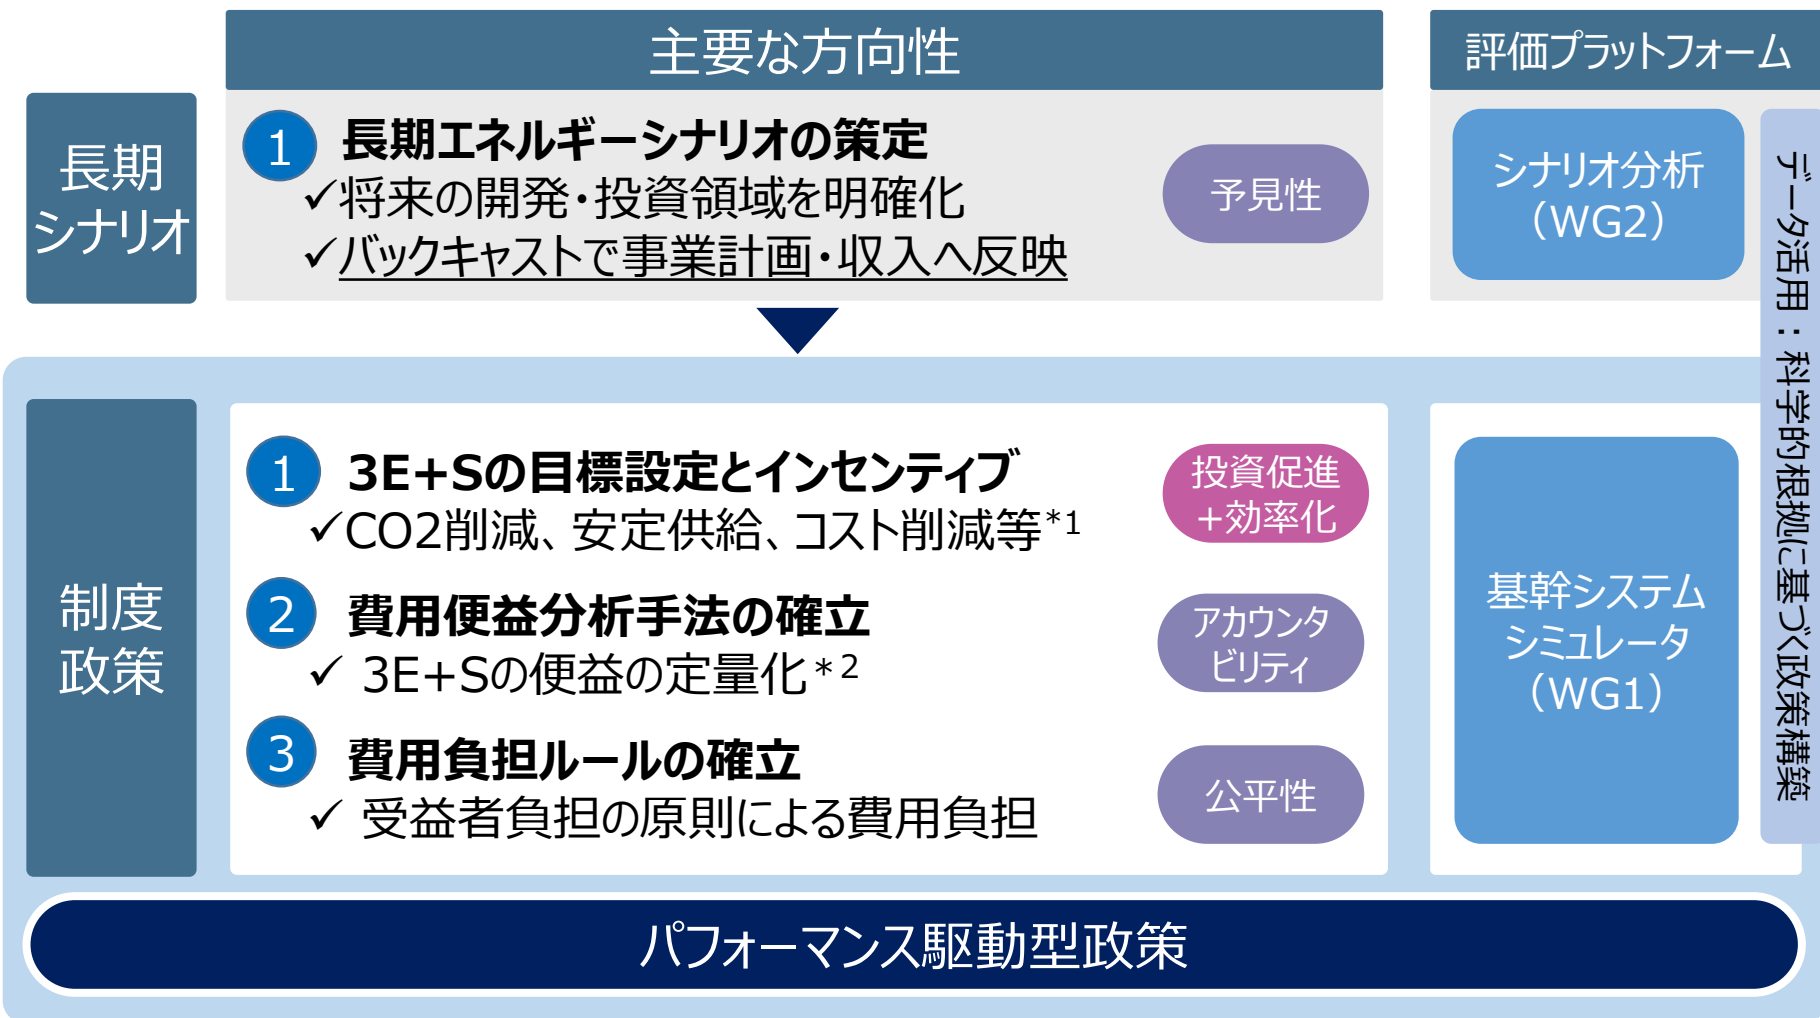 主要な方向性
評価プラットフォーム
長期
シナリオ
1 長期エネルギーシナリオの策定
✓将来の開発・投資領域を明確化
✓バックキャストで事業計画・収入へ反映
予見性
シナリオ分析
（WG2）
データ活用：科学的根拠に基づく政策構築
制度
政策
1 3E+Sの目標設定とインセンティブ
✓CO2削減、安定供給、コスト削減等*1
投資促進
+効率化
2 費用便益分析手法の確立
✓ 3E+Sの便益の定量化*2
アカウンタ
ビリティ
3 費用負担ルールの確立
✓ 受益者負担の原則による費用負担
公平性
基幹システム
シミュレータ
（WG1）
パフォーマンス駆動型政策